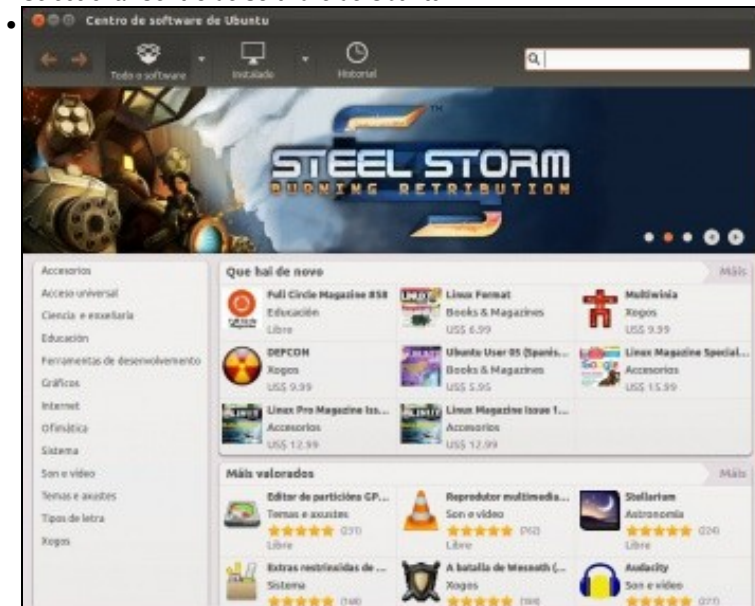 Centro de software de Ubuntu
Todo o software
Instalado
Historial
STEEL STORM™
BURNING RETRIBUTION
Accesorios
Acceso universal
Ciencia e enxeñaría
Educación
Ferramentas de desenvolvemento
Gráficos
Internet
Ofimática
Sistema
Son e vídeo
Temas e axustes
Tipos de letra
Xogos
Que hai de novo
Máis
Full Circle Magazine #58
Educación
Libre
Linux Format
Books & Magazines
US$ 6.99
Multiwinia
Xogos
US$ 9.99
DEFCON
Xogos
US$ 9.99
Ubuntu User 05 (Spanis...
Books & Magazines
US$ 5.95
Linux Magazine Special...
Accesorios
US$ 15.99
Linux Pro Magazine Iss...
Accesorios
US$ 12.99
Linux Magazine Issue 1...
Accesorios
US$ 12.99
Máis valorados
Máis
Editor de particións GP...
Temas e axustes
(231)
Libre
Reprodutor multimedia...
Son e vídeo
(762)
Libre
Stellarium
Astronomía
(224)
Libre
Extras restrinxidas de ...
Sistema
A batalla de Wesnoth (...
Xogos
Audacity
Son e vídeo
(277)